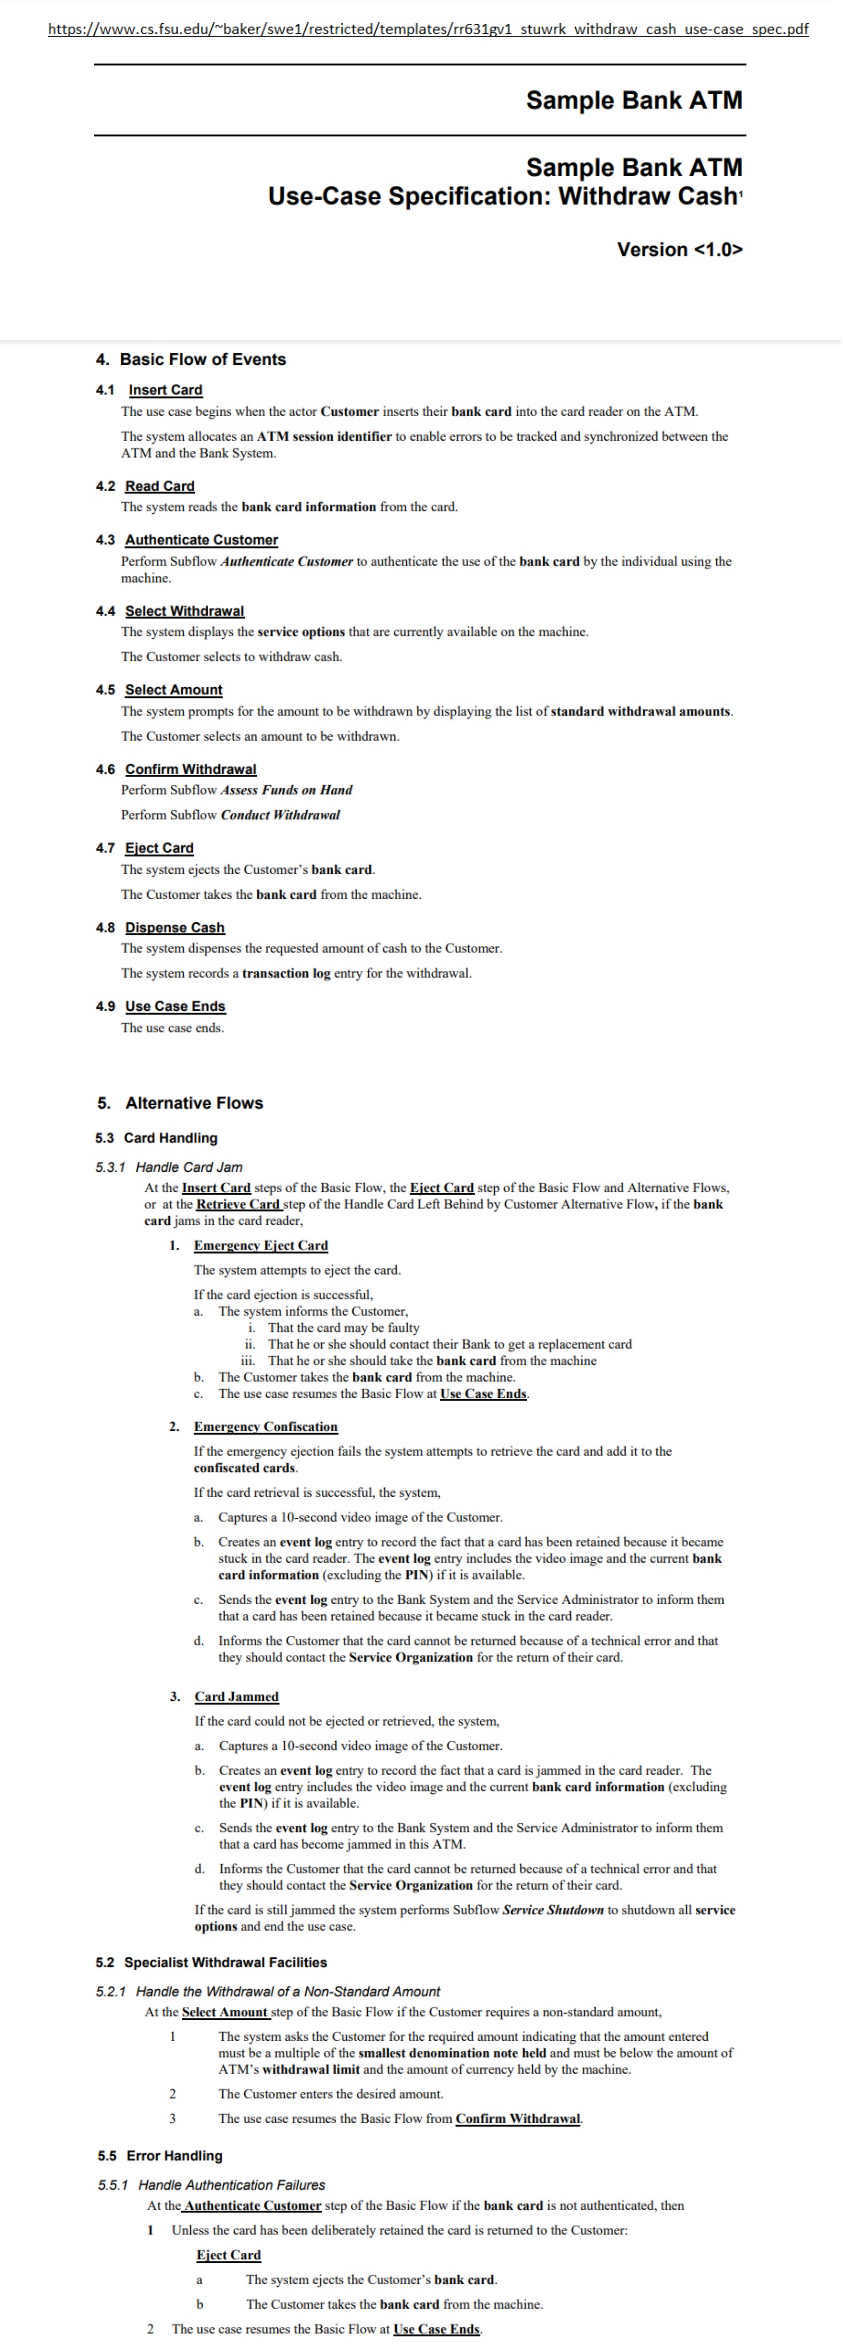 https://www.cs.fsu.edu/~baker/swe1/restricted/templates/rr631gv1_stuwrk_withdraw_cash_use-case_spec.pdf
Sample Bank ATM
Sample Bank ATM
Use-Case Specification: Withdraw Cash¹
Version <1.0>
4. Basic Flow of Events
4.1 Insert Card
The use case begins when the actor Customer inserts their bank card into the card reader on the ATM.
The system allocates an ATM session identifier to enable errors to be tracked and synchronized between the
ATM and the Bank System.
4.2 Read Card
The system reads the bank card information from the card.
4.3 Authenticate Customer
Perform Subflow Authenticate Customer to authenticate the use of the bank card by the individual using the
machine.
4.4 Select Withdrawal
The system displays the service options that are currently available on the machine.
The Customer selects to withdraw cash.
4.5 Select Amount
The system prompts for the amount to be withdrawn by displaying the list of standard withdrawal amounts.
The Customer selects an amount to be withdrawn.
4.6 Confirm Withdrawal
Perform Subflow Assess Funds on Hand
Perform Subflow Conduct Withdrawal
4.7 Eject Card
The system ejects the Customer's bank card.
The Customer takes the bank card from the machine.
4.8 Dispense Cash
The system dispenses the requested amount of cash to the Customer.
The system records a transaction log entry for the withdrawal.
4.9 Use Case Ends
The use case ends.
5. Alternative Flows
5.3 Card Handling
5.3.1 Handle Card Jam
At the Insert Card steps of the Basic Flow, the Eject Card step of the Basic Flow and Alternative Flows,
or at the Retrieve Card step of the Handle Card Left Behind by Customer Alternative Flow, if the bank
card jams in the card reader,
1. Emergency Eject Card
The system attempts to eject the card.
If the card ejection is successful,
a. The system informs the Customer,
i. That the card may be faulty
ii. That he or she should contact their Bank to get a replacement card
iii. That he or she should take the bank card from the machine
b. The Customer takes the bank card from the machine.
c. The use case resumes the Basic Flow at Use Case Ends.
2. Emergency Confiscation
If the emergency ejection fails the system attempts to retrieve the card and add it to the
confiscated cards.
If the card retrieval is successful, the system,
a. Captures a 10-second video image of the Customer.
b. Creates an event log entry to record the fact that a card has been retained because it became
stuck in the card reader. The event log entry includes the video image and the current bank
card information (excluding the PIN) if it is available.
c. Sends the event log entry to the Bank System and the Service Administrator to inform them
that a card has been retained because it became stuck in the card reader.
d. Informs the Customer that the card cannot be returned because of a technical error and that
they should contact the Service Organization for the return of their card.
3. Card Jammed
If the card could not be ejected or retrieved, the system,
a. Captures a 10-second video image of the Customer.
b. Creates an event log entry to record the fact that a card is jammed in the card reader. The
event log entry includes the video image and the current bank card information (excluding
the PIN) if it is available.
c. Sends the event log entry to the Bank System and the Service Administrator to inform them
that a card has become jammed in this ATM.
d. Informs the Customer that the card cannot be returned because of a technical error and that
they should contact the Service Organization for the return of their card.
If the card is still jammed the system performs Subflow Service Shutdown to shutdown all service
options and end the use case.
5.2 Specialist Withdrawal Facilities
5.2.1 Handle the Withdrawal of a Non-Standard Amount
At the Select Amount step of the Basic Flow if the Customer requires a non-standard amount,
1 The system asks the Customer for the required amount indicating that the amount entered
must be a multiple of the smallest denomination note held and must be below the amount of
ATM's withdrawal limit and the amount of currency held by the machine.
2 The Customer enters the desired amount.
3 The use case resumes the Basic Flow from Confirm Withdrawal.
5.5 Error Handling
5.5.1 Handle Authentication Failures
At the Authenticate Customer step of the Basic Flow if the bank card is not authenticated, then
1 Unless the card has been deliberately retained the card is returned to the Customer:
Eject Card
a The system ejects the Customer's bank card.
b The Customer takes the bank card from the machine.
2 The use case resumes the Basic Flow at Use Case Ends.